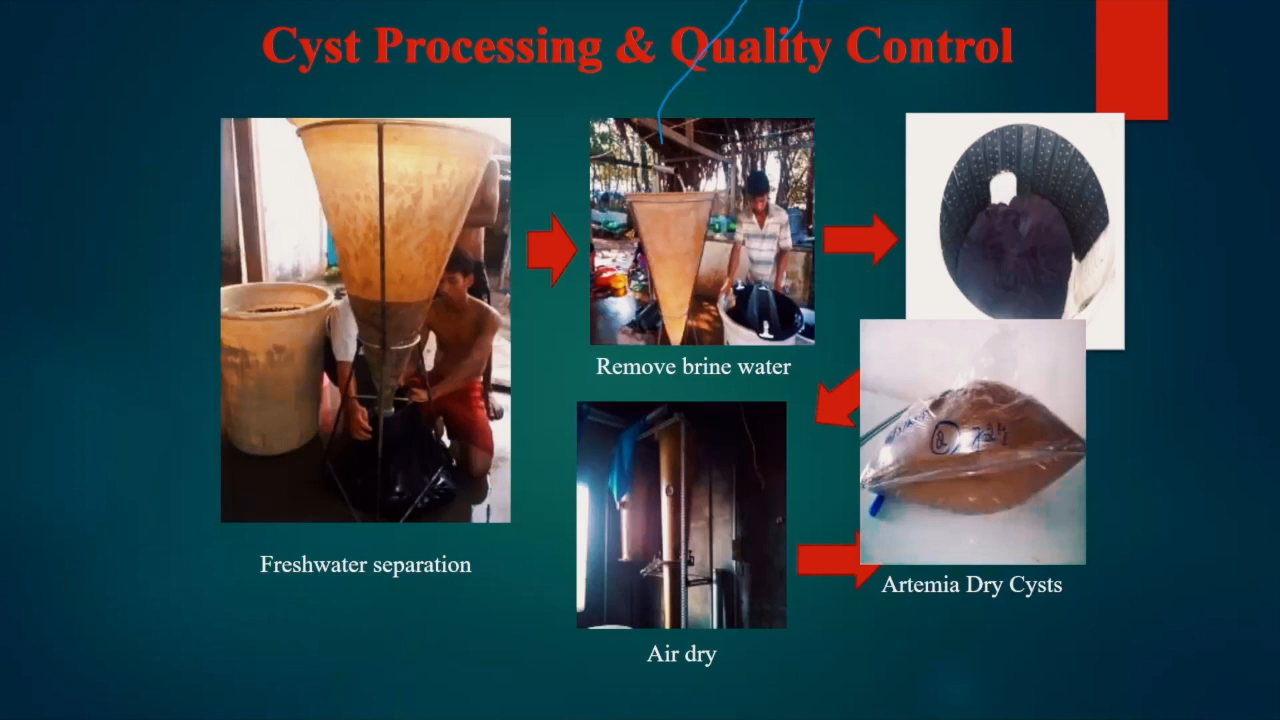 Cyst Processing & Quality Control
Remove brine water
Freshwater separation
Artemia Dry Cysts
Air dry